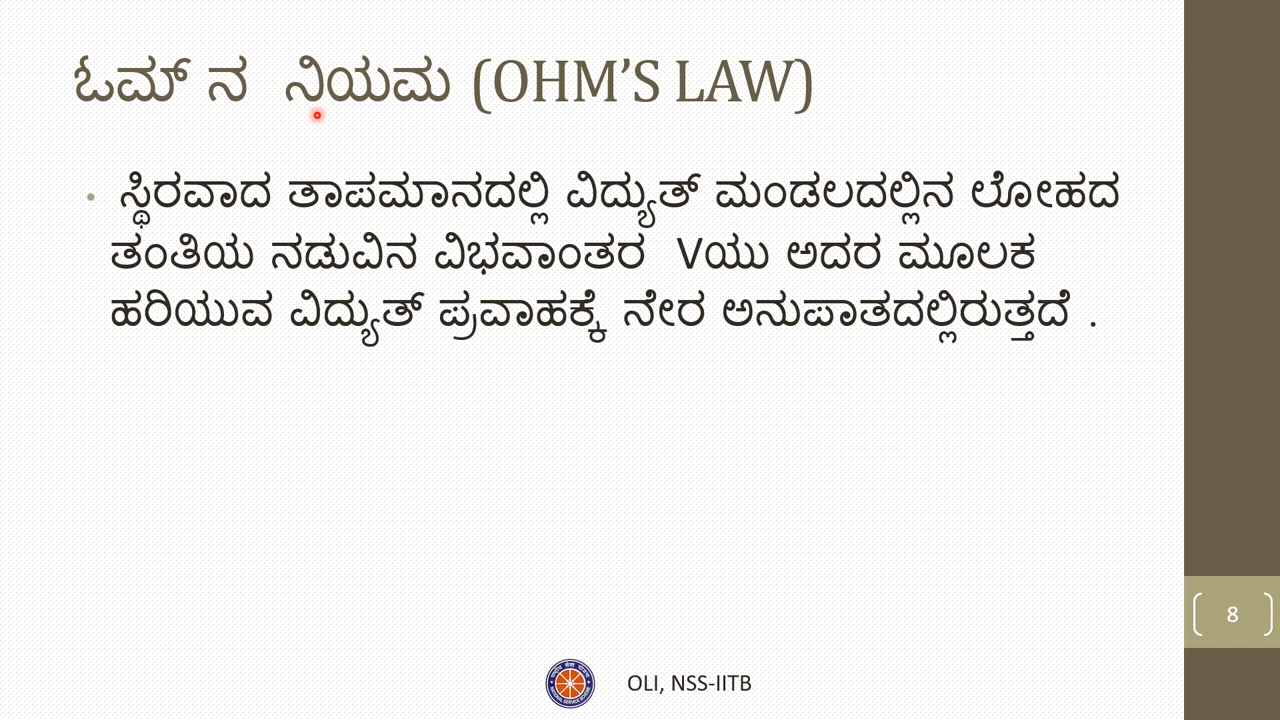 ಓಮ್ ನ ನಿಯಮ (OHM'S LAW)
• ಸ್ಥಿರವಾದ ತಾಪಮಾನದಲ್ಲಿ ವಿದ್ಯುತ್ ಮಂಡಲದಲ್ಲಿನ ಲೋಹದ
ತಂತಿಯ ನಡುವಿನ ವಿಭವಾಂತರ Vಯು ಅದರ ಮೂಲಕ
ಹರಿಯುವ ವಿದ್ಯುತ್ ಪ್ರವಾಹಕ್ಕೆ ನೇರ ಅನುಪಾತದಲ್ಲಿರುತ್ತದೆ .
8
OLI, NSS-IITB